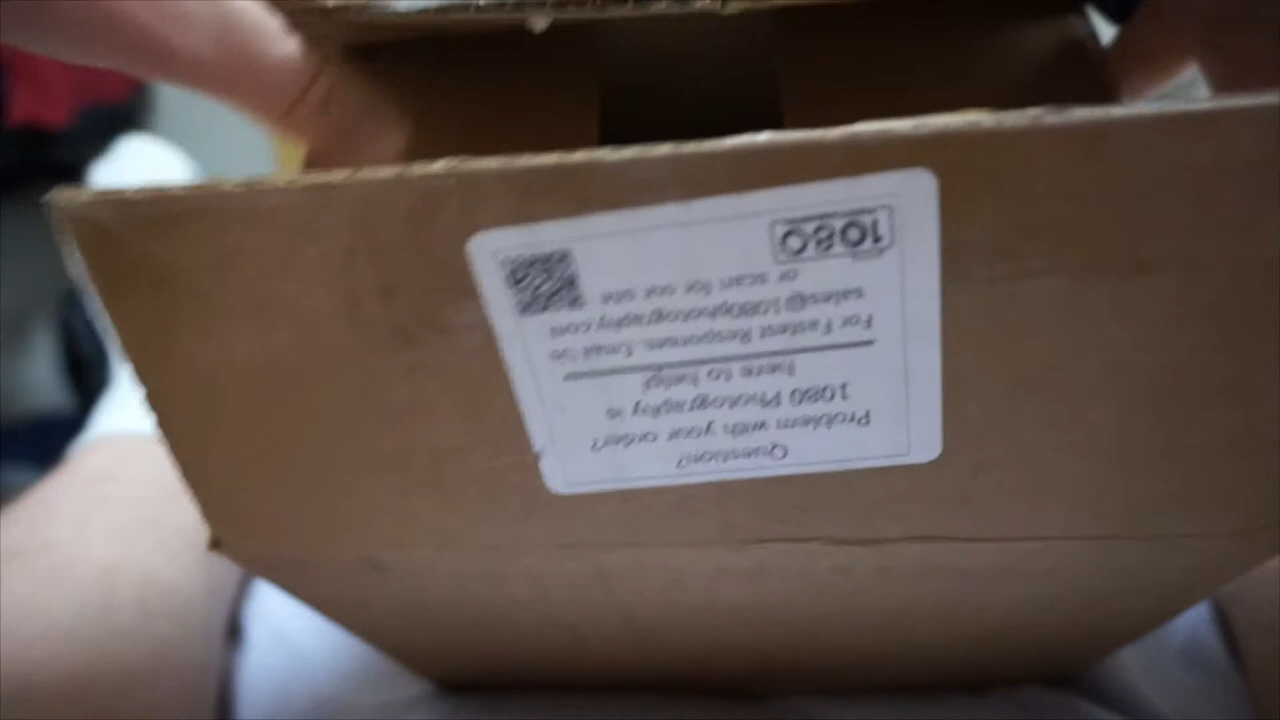 Question?
Problem with your order?
1080 Photography is
here to help!
For Fastest Responses, Email Us
sales@1080photography.com
or scan for our site
1080